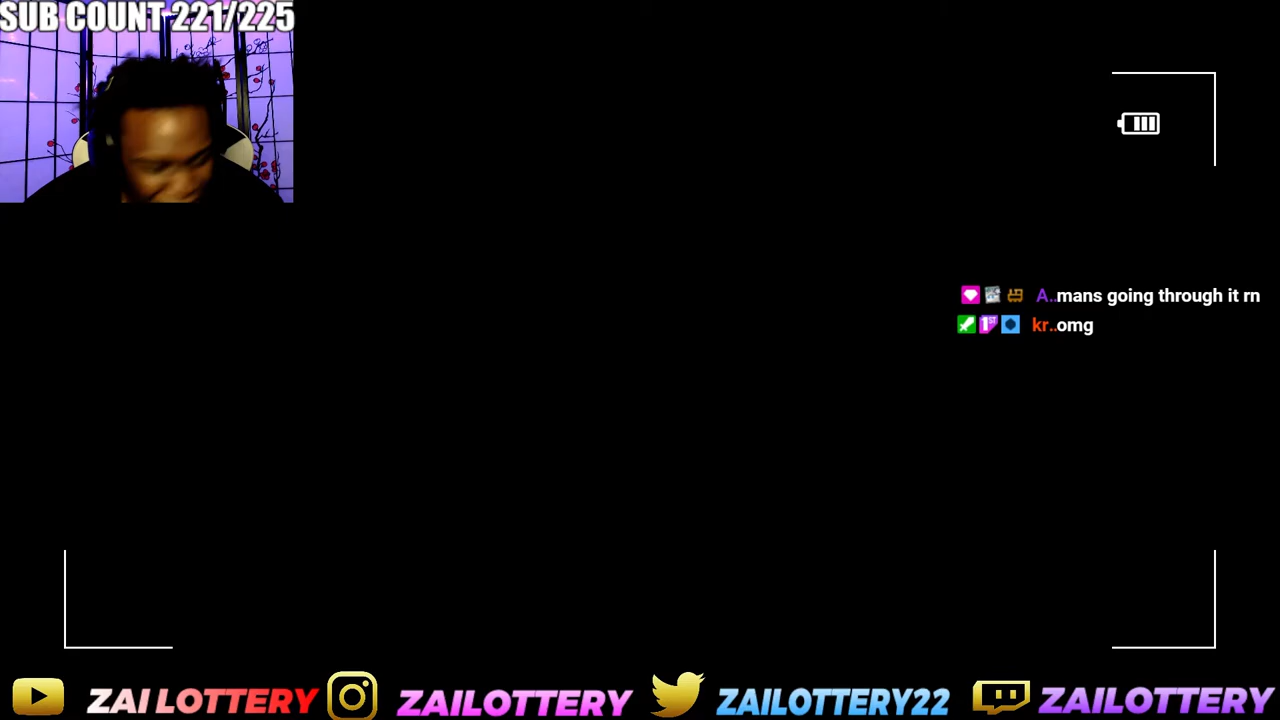 SUB COUNT 221/225
A..mans going through it rn
kr..omg
ZAI LOTTERY
ZAILOTTERY
ZAILOTTERY22
ZAILOTTERY